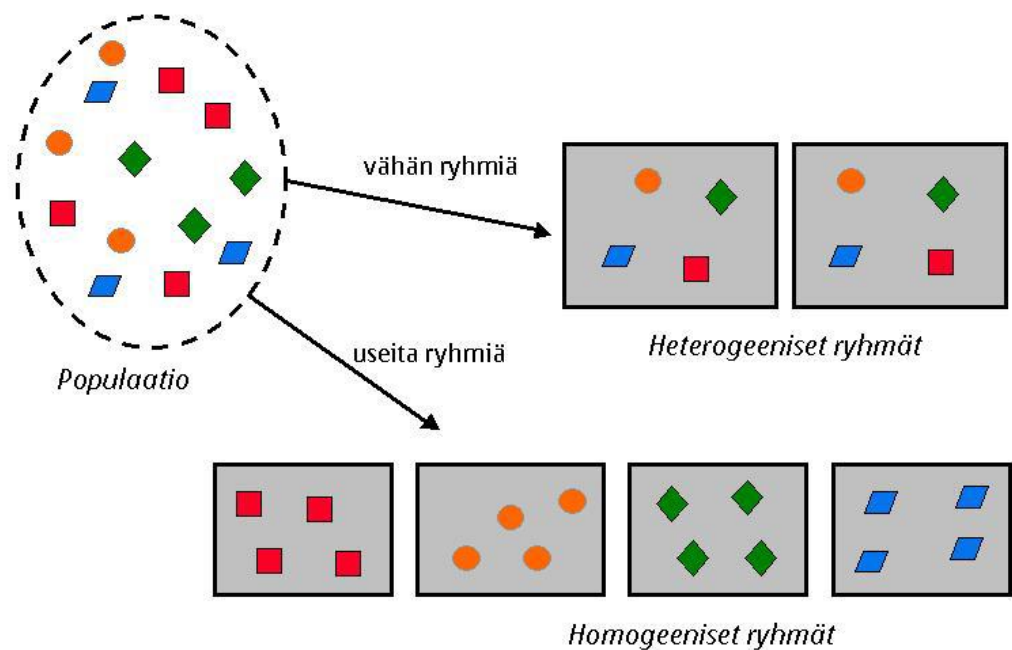 vähän ryhmiä
Heterogeeniset ryhmät
useita ryhmiä
Populaatio
Homogeeniset ryhmät